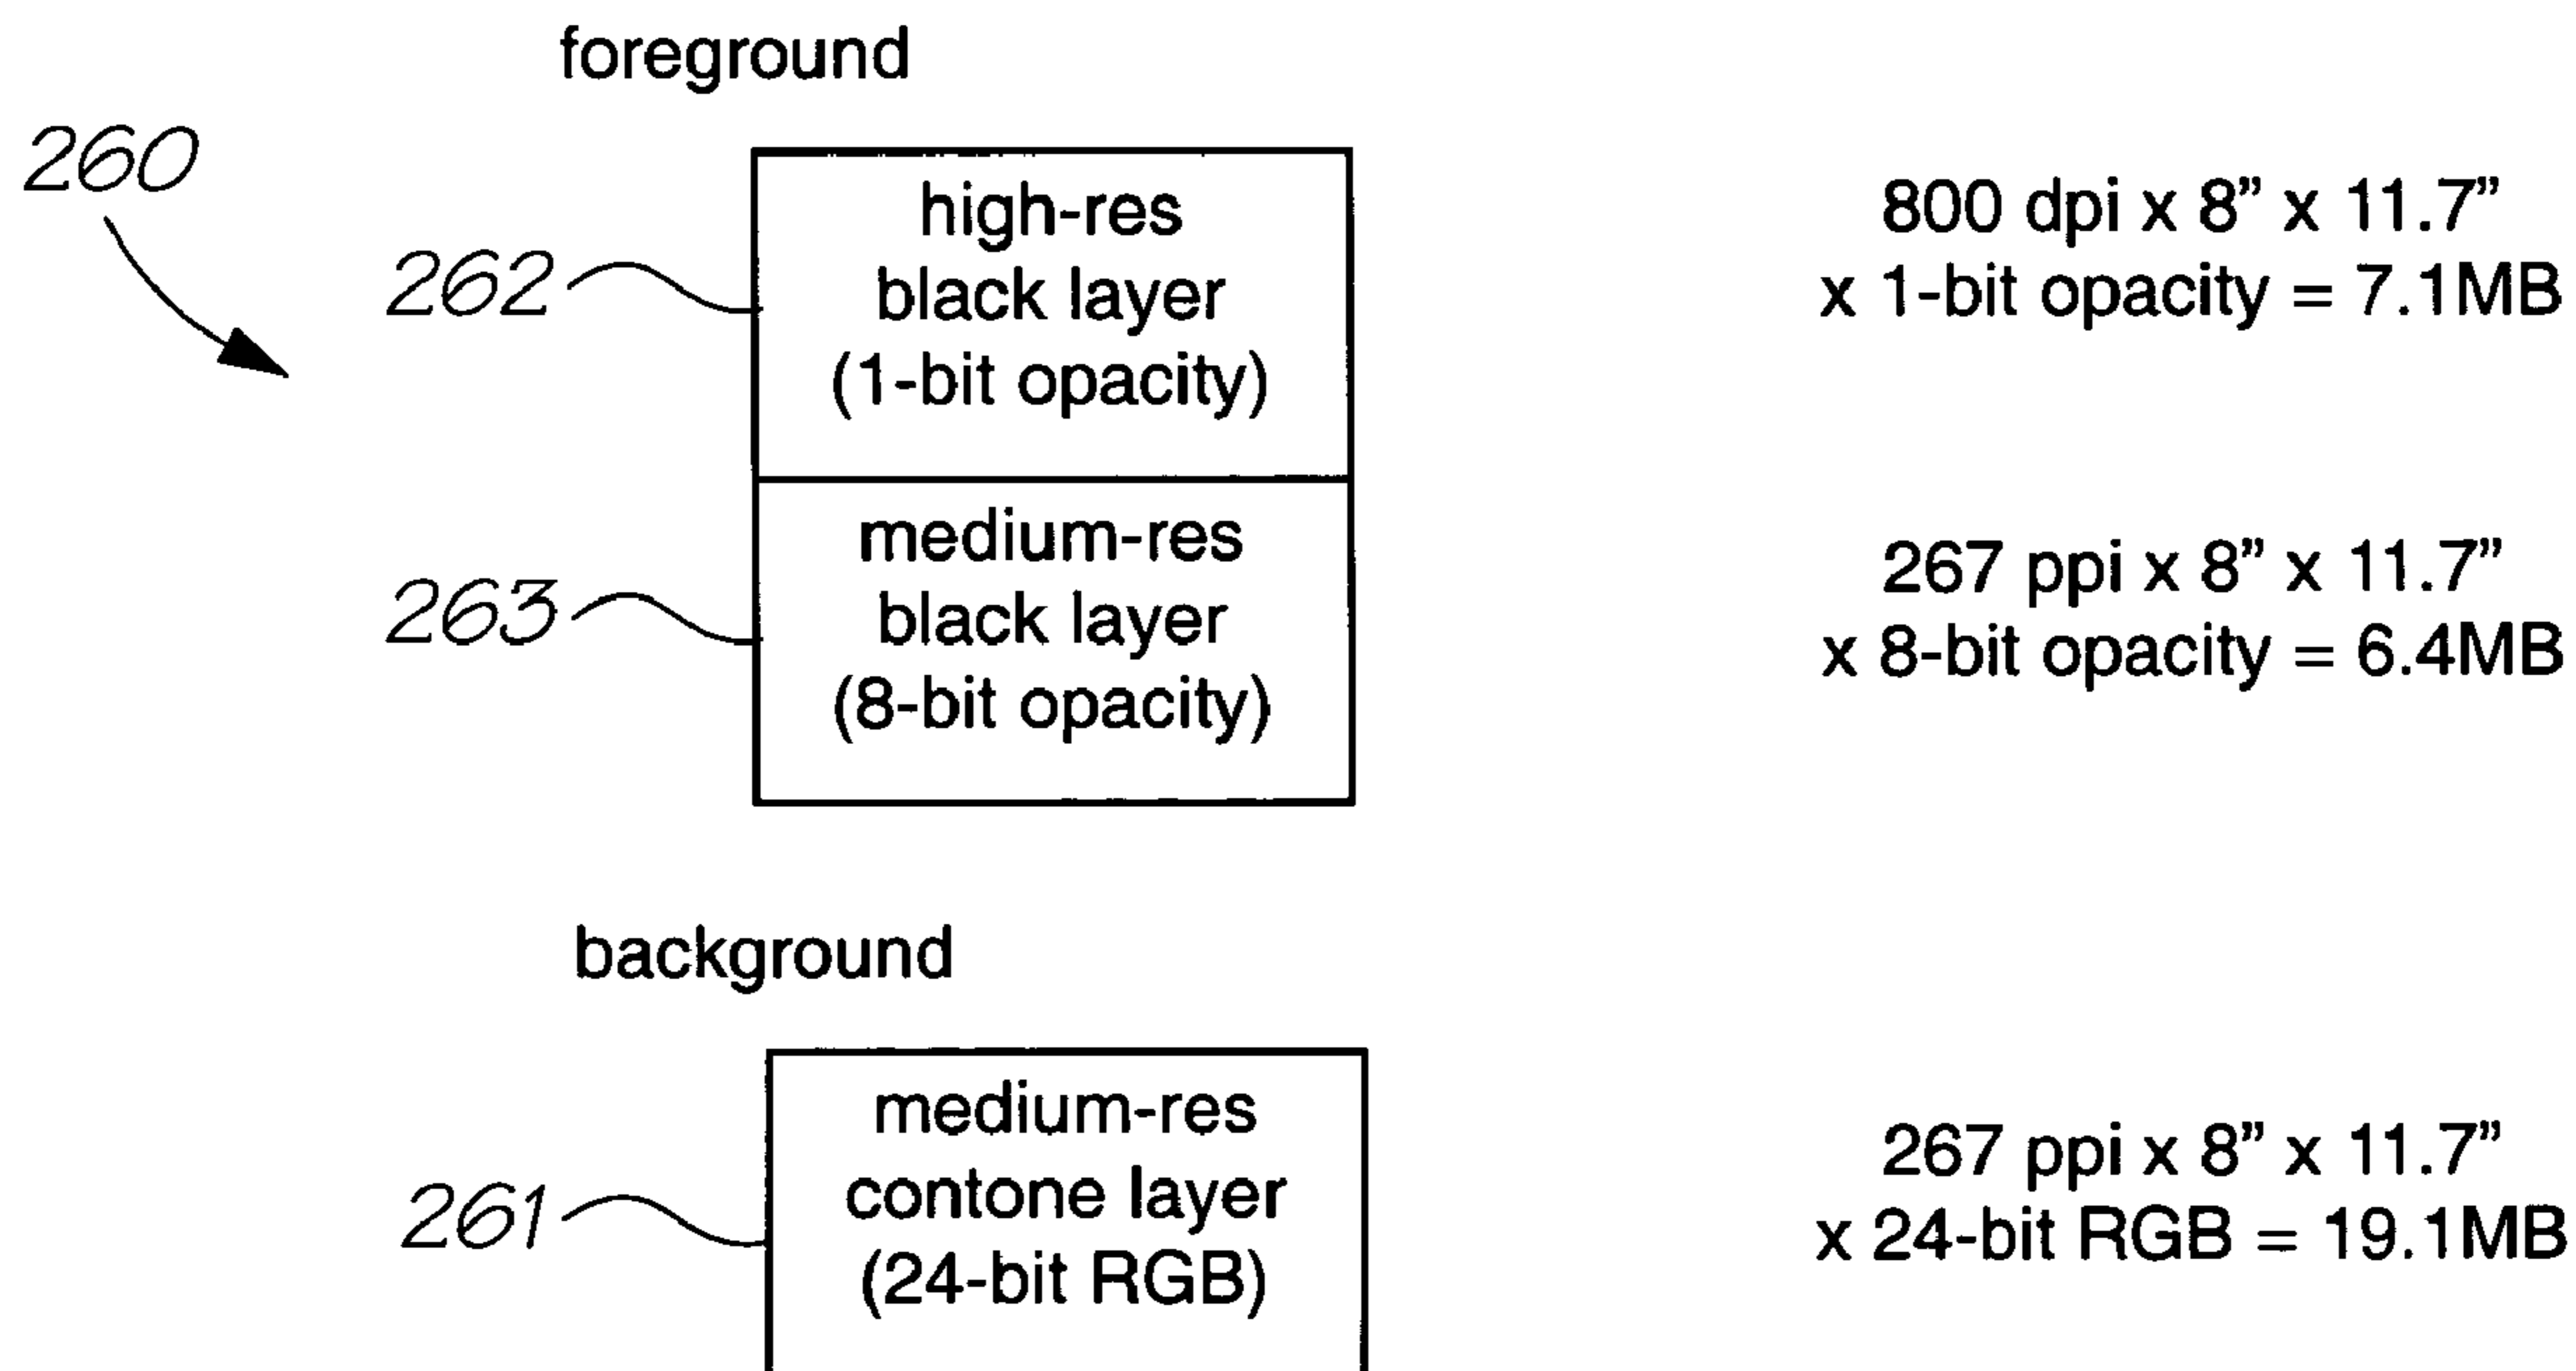 foreground
260
262
high-res
black layer
(1-bit opacity)
800 dpi x 8” x 11.7”
x 1-bit opacity = 7.1MB
263
medium-res
black layer
(8-bit opacity)
267 ppi x 8” x 11.7”
x 8-bit opacity = 6.4MB
background
261
medium-res
contone layer
(24-bit RGB)
267 ppi x 8” x 11.7”
x 24-bit RGB = 19.1MB